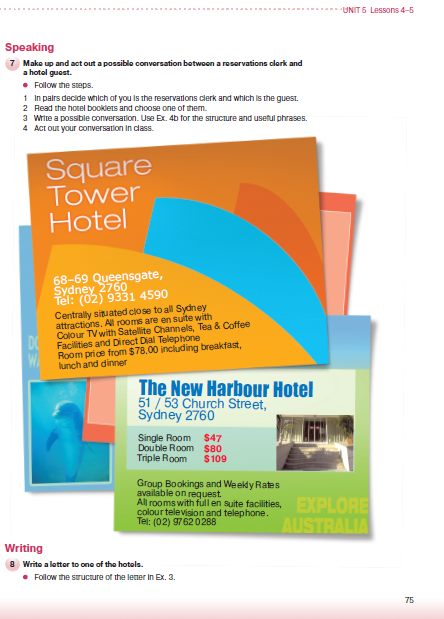 UNIT 5 Lessons 4–5
Speaking
7 Make up and act out a possible conversation between a reservations clerk and
a hotel guest.
● Follow the steps.
1 In pairs decide which of you is the reservations clerk and which is the guest.
2 Read the hotel booklets and choose one of them.
3 Write a possible conversation. Use Ex. 4b for the structure and useful phrases.
4 Act out your conversation in class.
Square
Tower
Hotel
68–69 Queensgate,
Sydney 2760
Tel: (02) 9331 4590
Centrally situated close to all Sydney
attractions. All rooms are en suite with
Colour TV with Satellite Channels, Tea & Coffee
Facilities and Direct Dial Telephone
Room price from $78,00 including breakfast,
lunch and dinner
The New Harbour Hotel
51 / 53 Church Street,
Sydney 2760
Single Room $47
Double Room $80
Triple Room $109
Group Bookings and Weekly Rates
available on request.
All rooms with full en suite facilities,
colour television and telephone.
Tel: (02) 9762 0288
EXPLORE
AUSTRALIA
Writing
8 Write a letter to one of the hotels.
● Follow the structure of the letter in Ex. 3.
75